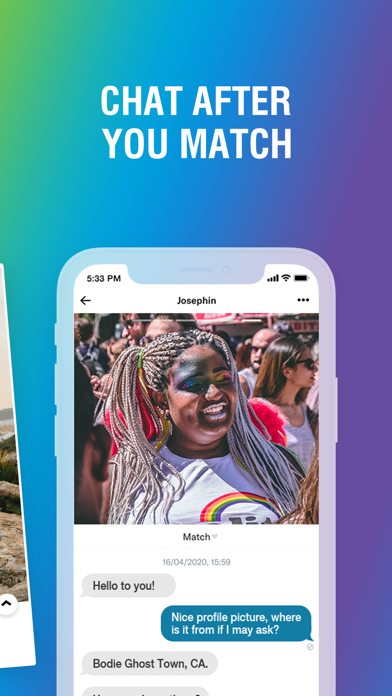 CHAT AFTER
YOU MATCH
5:33 PM
Josephin
Match
16/04/2020, 15:59
Hello to you!
Nice profile picture, where
is it from if I may ask?
Bodie Ghost Town, CA.